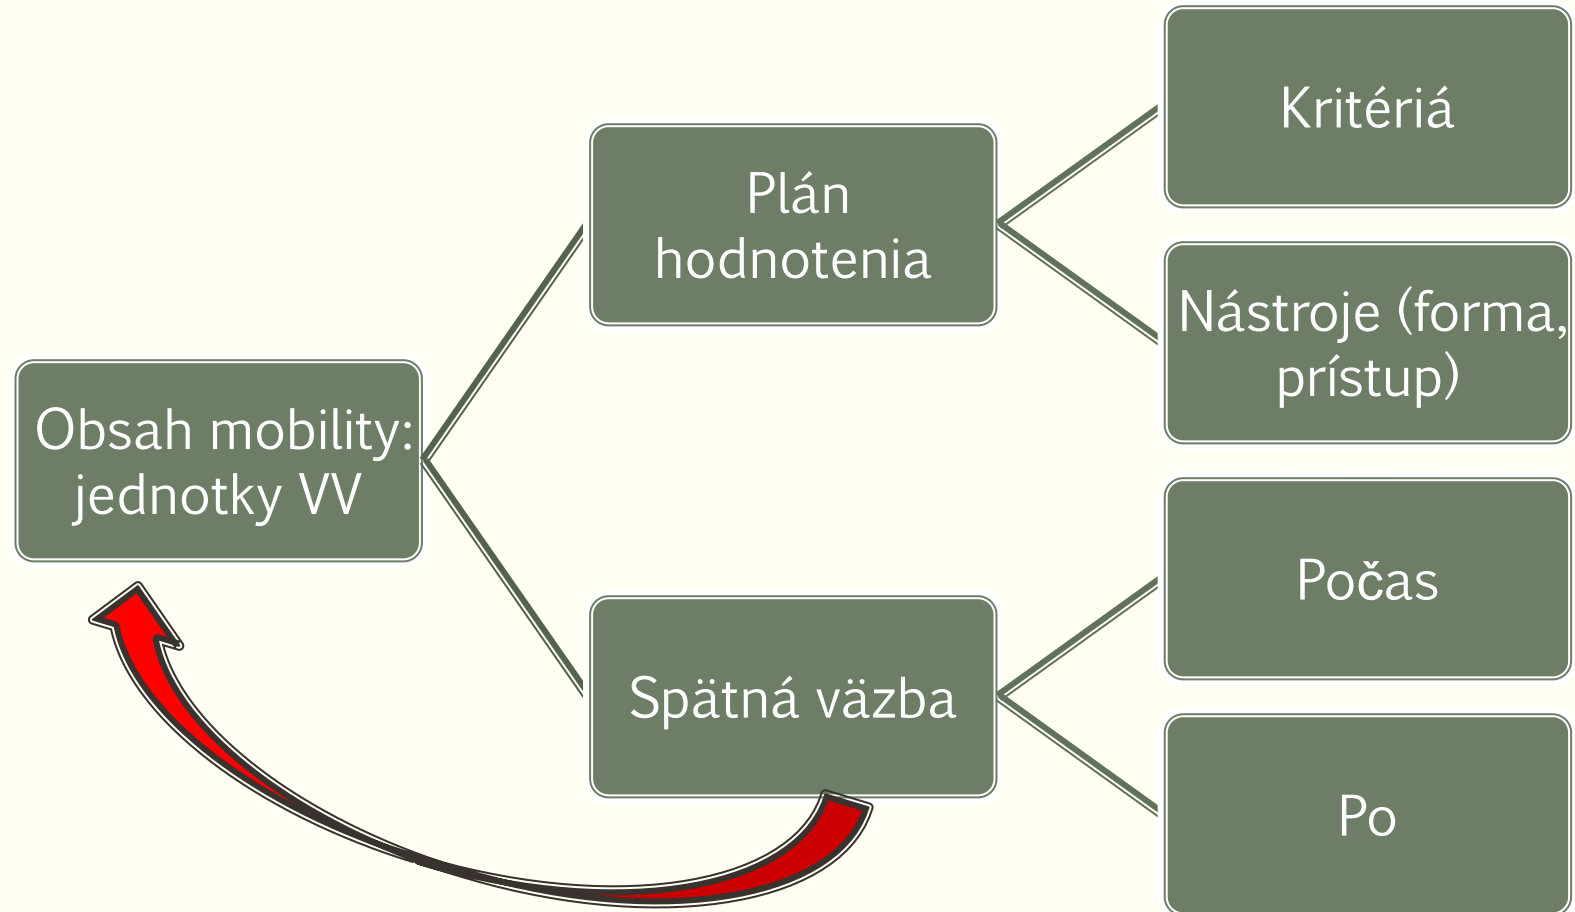 Obsah mobility:
jednotky VV
Plán
hodnotenia
Kritériá
Nástroje (forma,
prístup)
Spätná väzba
Počas
Po